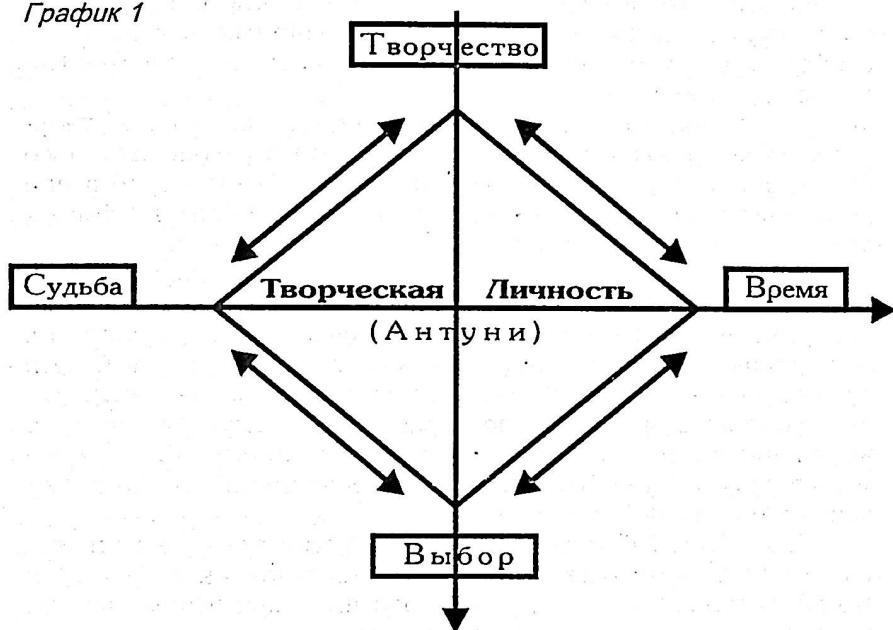 График 1
Творчество
Судьба
Творческая Личность
Время
(Антуни)
Выбор